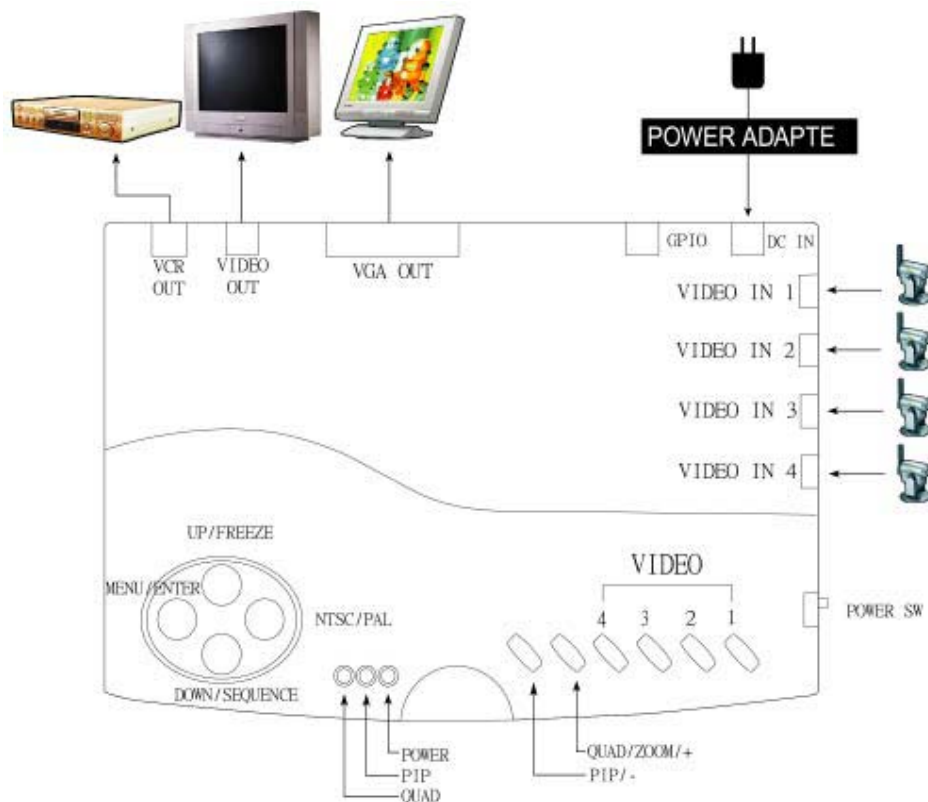 POWER ADAPTE
VCR
OUT
VIDEO
OUT
VGA OUT
GPIO
DC IN
VIDEO IN 1
VIDEO IN 2
VIDEO IN 3
VIDEO IN 4
UP/FREEZE
MENU/ENTER
NTSC/PAL
DOWN/SEQUENCE
VIDEO
4 3 2 1
POWER SW
POWER
PIP
QUAD
QUAD/ZOOM/+
PIP/-